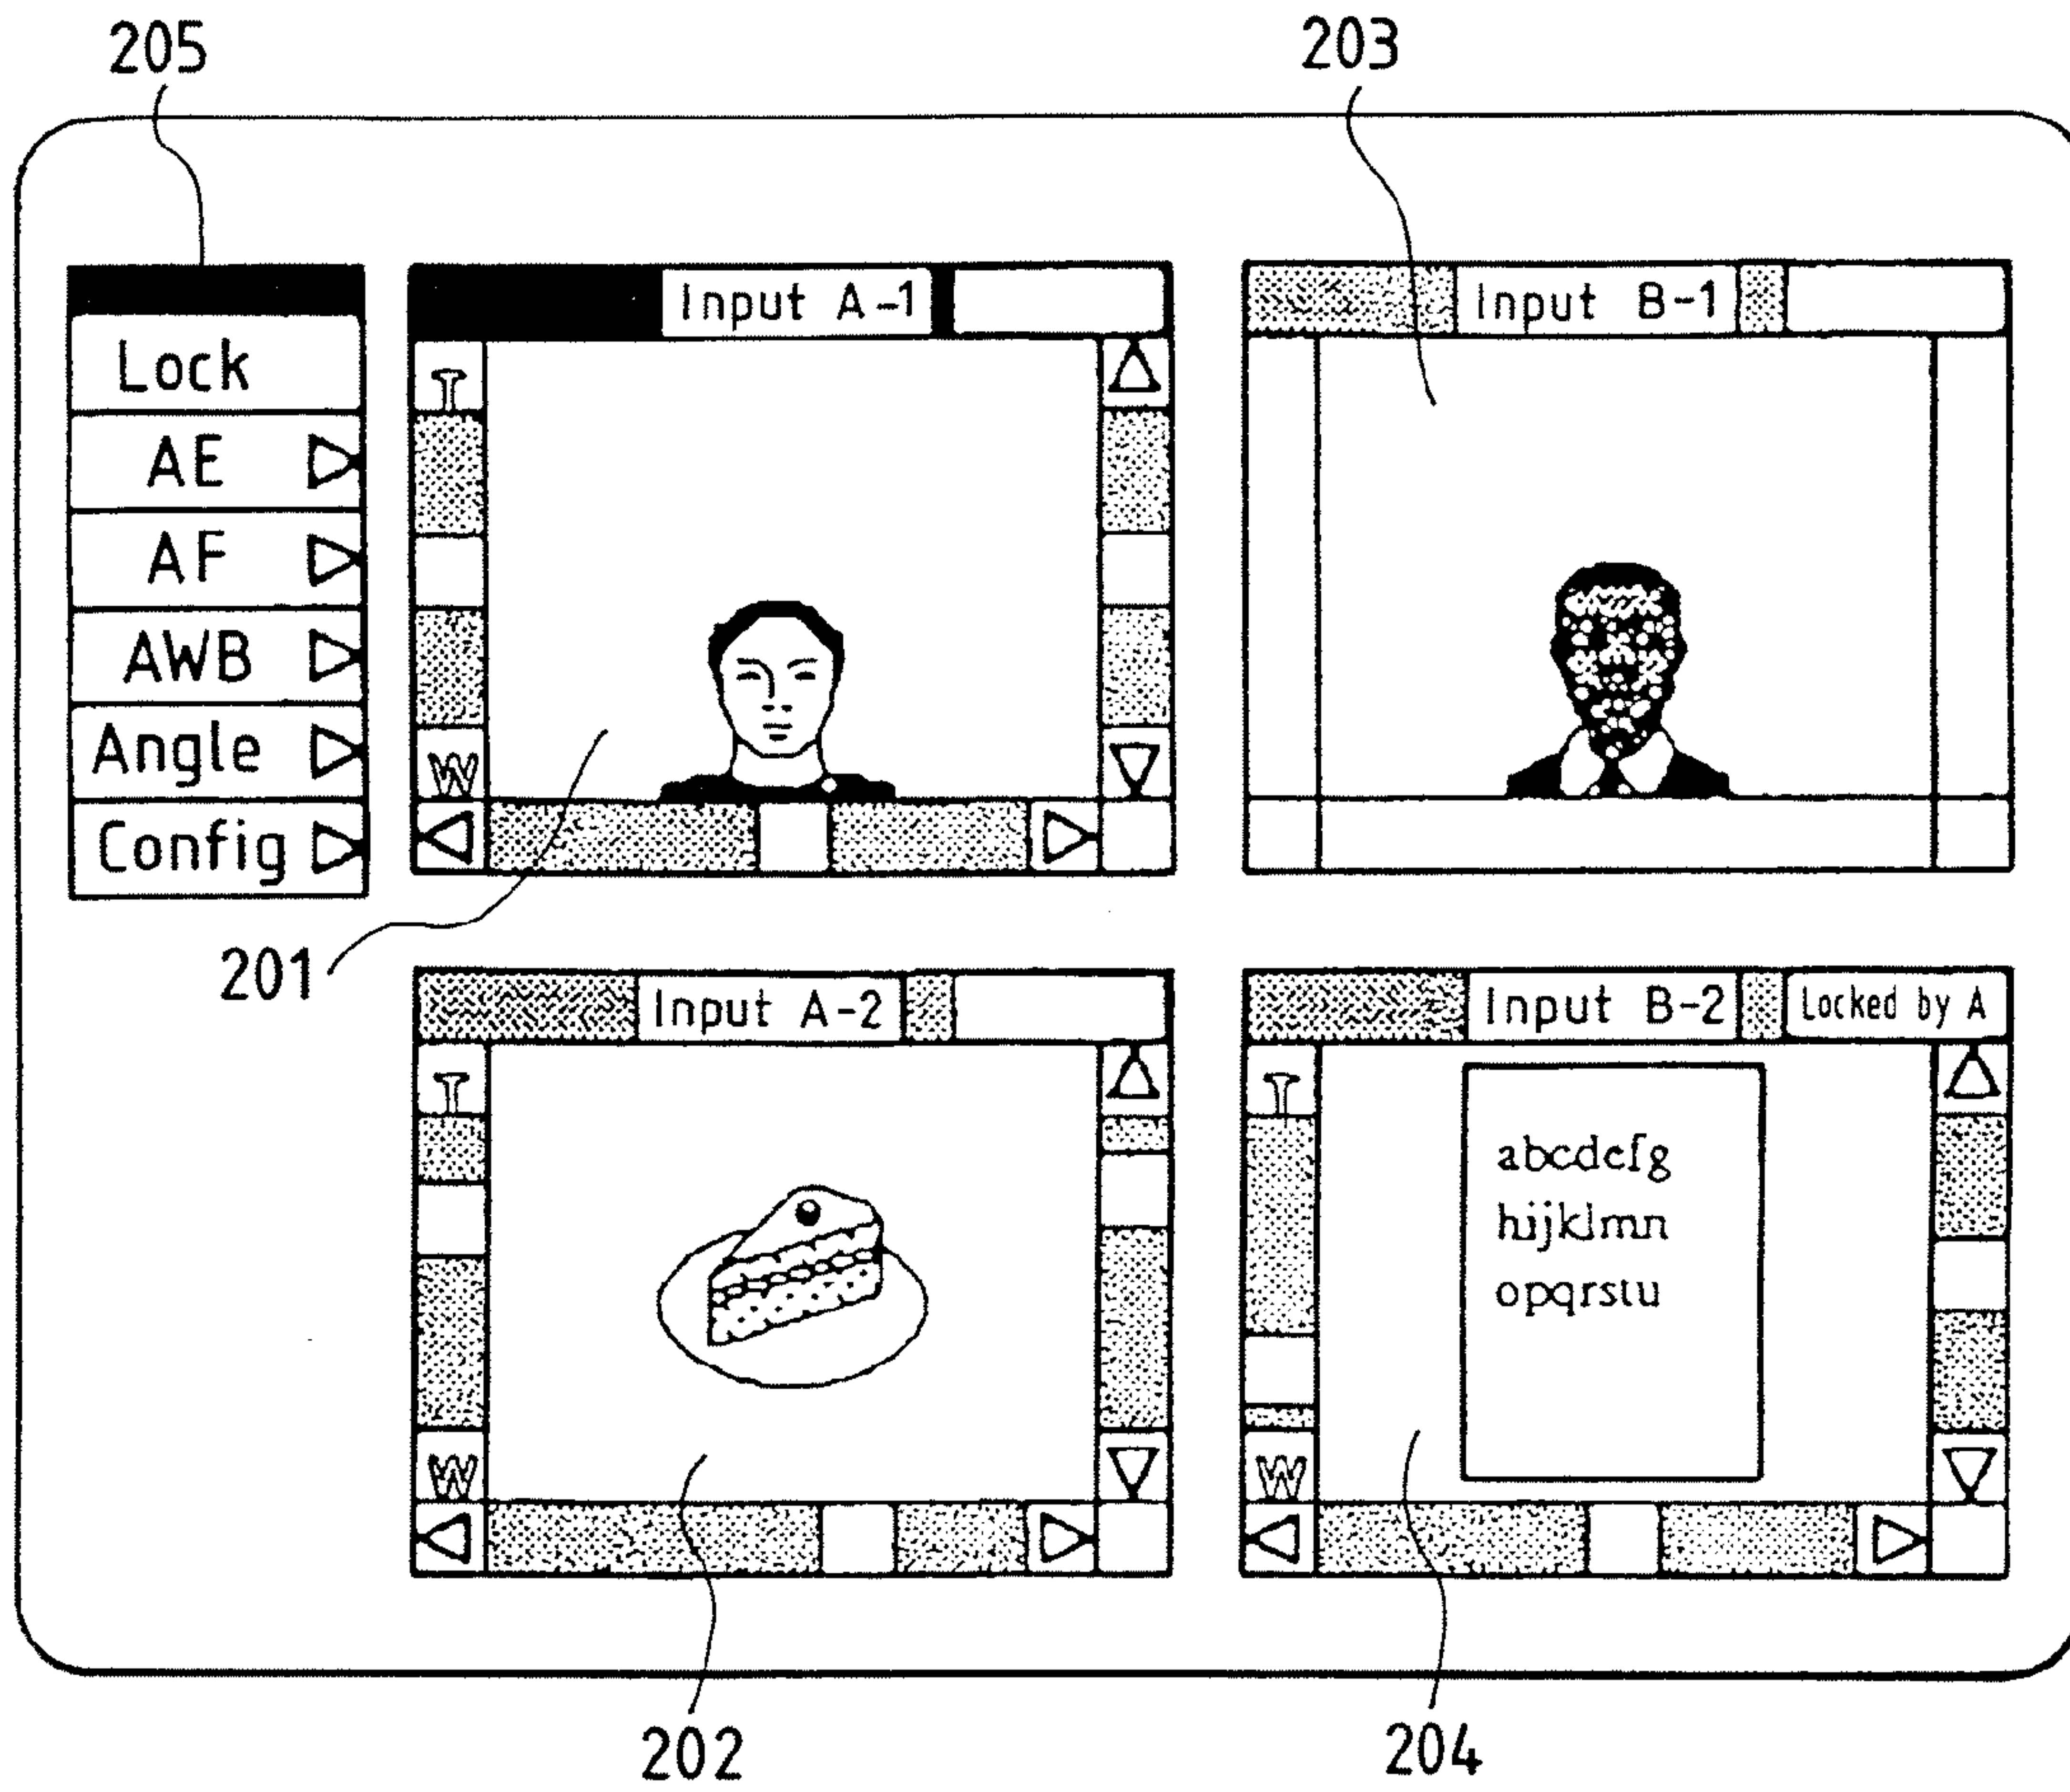 205
203
Lock
AE
AF
AWB
Angle
Config
Input A-1
T
W
Input B-1
201
Input A-2
T
W
Input B-2
Locked by A
T
W
abcdefg
hijklmn
opqrstu
202
204